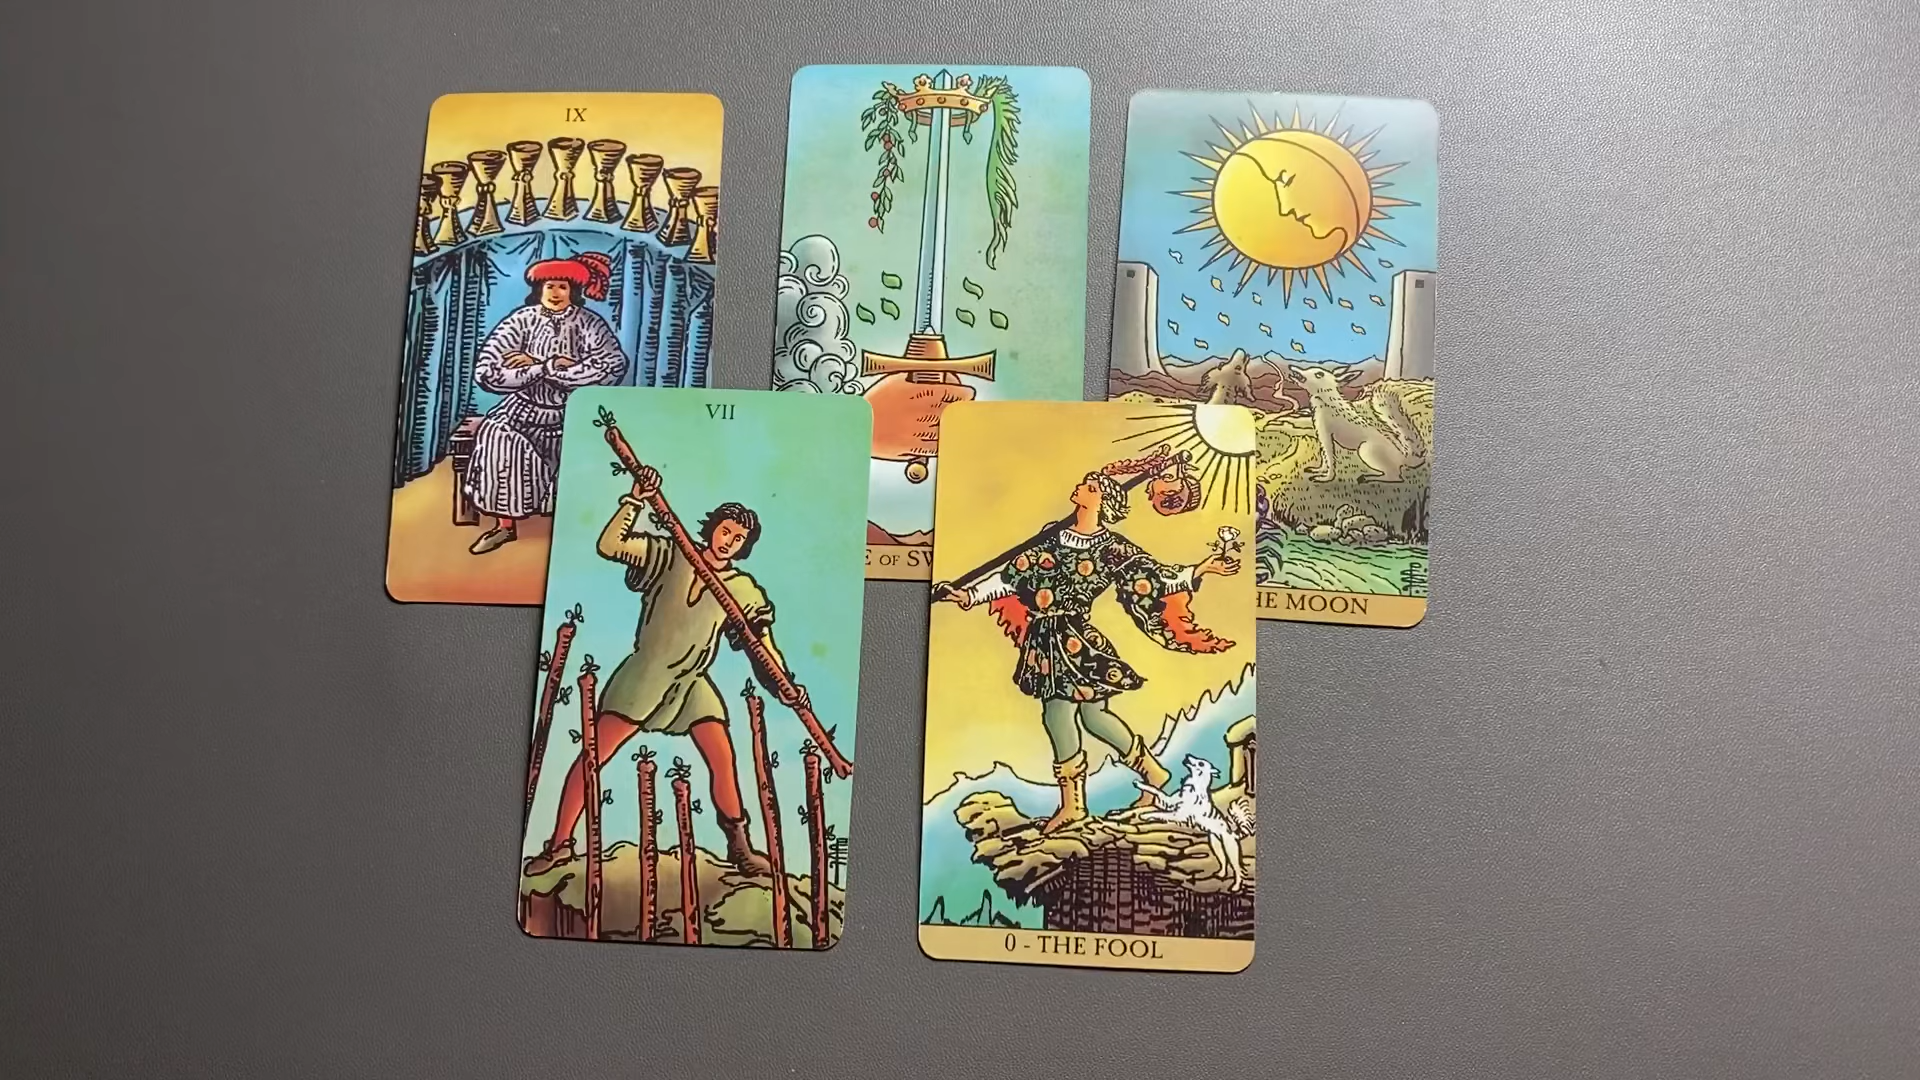 IX
VII
E OF SW
HE MOON
0 - THE FOOL